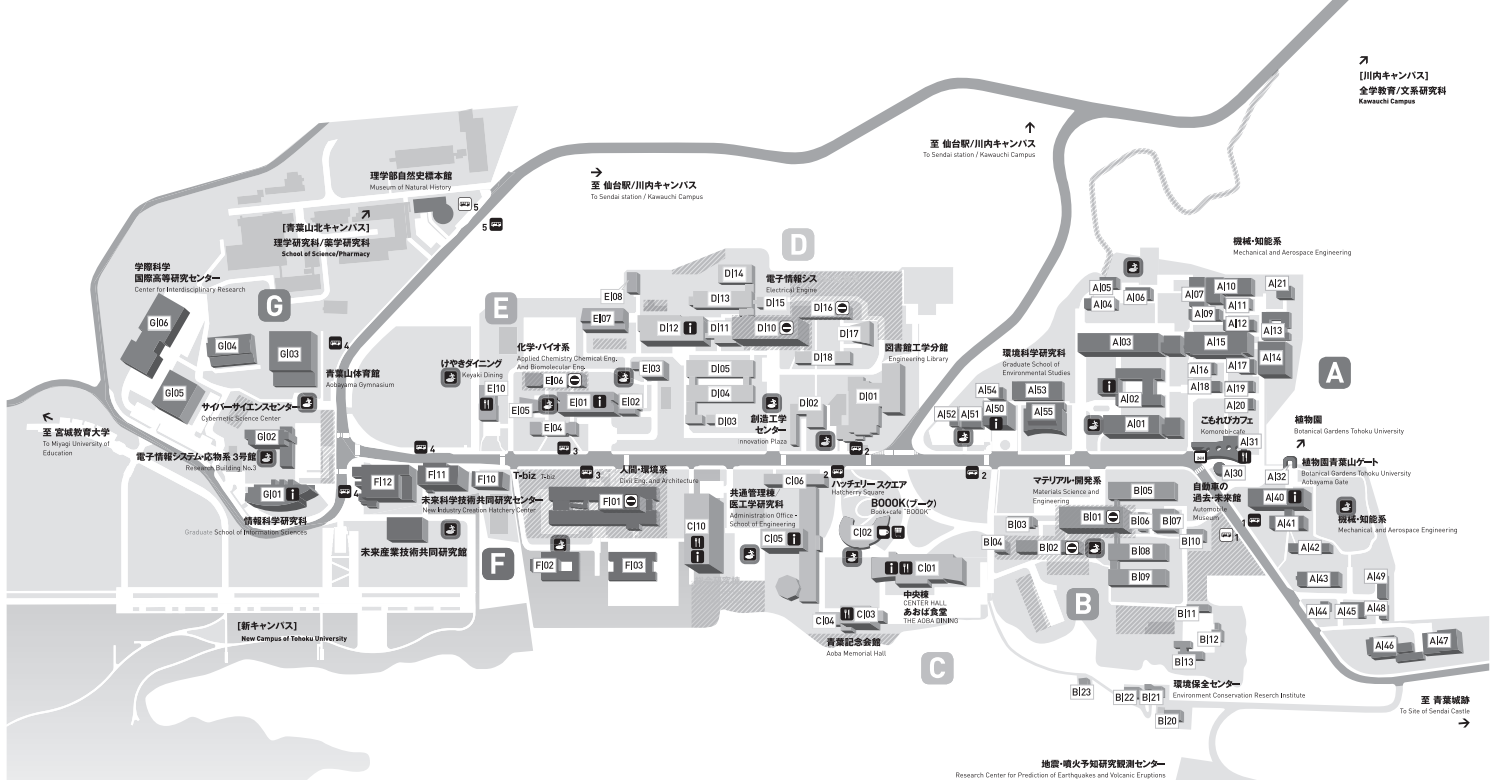 [川内キャンパス]
全学教育/文系研究科
Kawauchi Campus
至 仙台駅/川内キャンパス
To Sendai station / Kawauchi Campus
至 仙台駅/川内キャンパス
To Sendai station / Kawauchi Campus
理学部自然史標本館
Museum of Natural History
5
5
[青葉山北キャンパス]
理学研究科/薬学研究科
School of Science/Pharmacy
学際科学
国際高等研究センター
Center for Interdisciplinary Research
G
G|06
G|04
G|03
G|05
4
青葉山体育館
Aobayama Gymnasium
サイバーサイエンスセンター
Cybernetic Science Center
G|02
電子情報システム・応物系 3号館
Research Building No.3
G|01
情報科学研究科
Graduate School of Information Sciences
至 宮城教育大学
To Miyagi University of
Education
4
4
F|12
F|11
F|10
T-biz T-biz
未来科学技術共同研究センター
New Industry Creation Hatchery Center
未来産業技術共同研究館
[新キャンパス]
New Campus of Tohoku University
E
E|08
E|07
化学・バイオ系
Applied Chemistry Chemical Eng.
And Biomolecular Eng.
けやきダイニング
Keyaki Dining
E|10
E|06
E|03
E|05
E|01
E|02
E|04
3
3
人間・環境系
Civil Eng. and Architecture
F|01
F
F|02
F|03
D
D|14
電子情報シス
Electrical Engine
D|13
D|15
D|16
D|12
D|11
D|10
D|17
D|18
図書館工学分館
Engineering Library
D|05
D|04
D|03
D|02
D|01
創造工学
センター
Innovation Plaza
2
2
2
C|06
ハッチェリー スクエア
Hatcherry Square
共通管理棟
医工学研究科
Administration Office -
School of Engineering
BOOOK(ブーク)
Book+cafe "BOOOK"
C|10
C|05
C|02
C|01
中央棟
CENTER HALL
あおば食堂
THE AOBA DINING
C|04
C|03
青葉記念会館
Aoba Memorial Hall
C
環境科学研究科
Graduate School of
Environmental Studies
A|54
A|53
A|52
A|51
A|50
A|55
機械・知能系
Mechanical and Aerospace Engineering
A|05
A|04
A|06
A|07
A|10
A|21
A|11
A|09
A|12
A|13
A|03
A|15
A|14
A|16
A|17
A|18
A|19
A|02
A|20
A|01
A
こもれびカフェ
Komorebi-cafe
A|31
A|30
植物園
Botanical Gardens Tohoku University
植物園青葉山ゲート
Botanical Gardens Tohoku University
Aobayama Gate
A|32
A|40
A|41
機械・知能系
Mechanical and Aerospace Engineering
A|42
A|43
A|49
A|44
A|45
A|48
A|46
A|47
自動車の
過去・未来館
Automobile
Museum
1
1
マテリアル・開発系
Materials Science and
Engineering
B|05
B|03
B|01
B|06
B|07
B|04
B|02
B|10
B|08
B|09
B
B|11
B|12
B|13
環境保全センター
Environment Conservation Reserch Institute
B|23
B|22
B|21
B|20
至 青葉城跡
To Site of Sendai Castle
地震・噴火予知研究観測センター
Research Center for Prediction of Earthquakes and Volcanic Eruptions